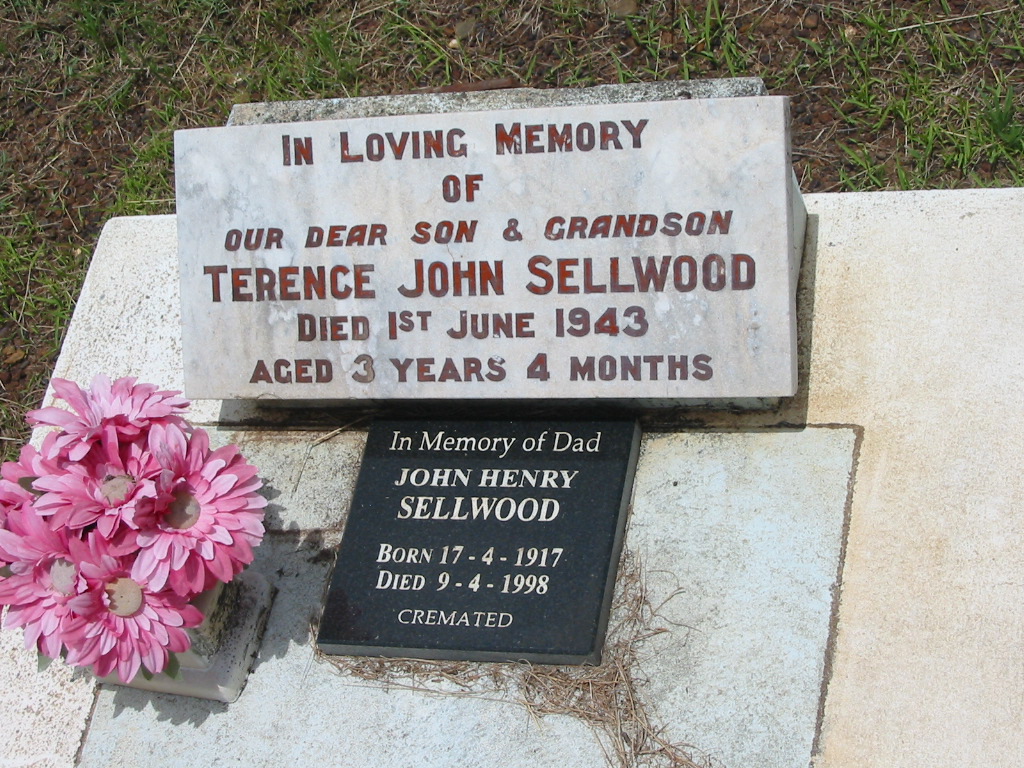 IN LOVING MEMORY
OF
OUR DEAR SON & GRANDSON
TERENCE JOHN SELLWOOD
DIED 1ST JUNE 1943
AGED 3 YEARS 4 MONTHS
In Memory of Dad
JOHN HENRY
SELLWOOD
BORN 17-4-1917
DIED 9-4-1998
CREMATED